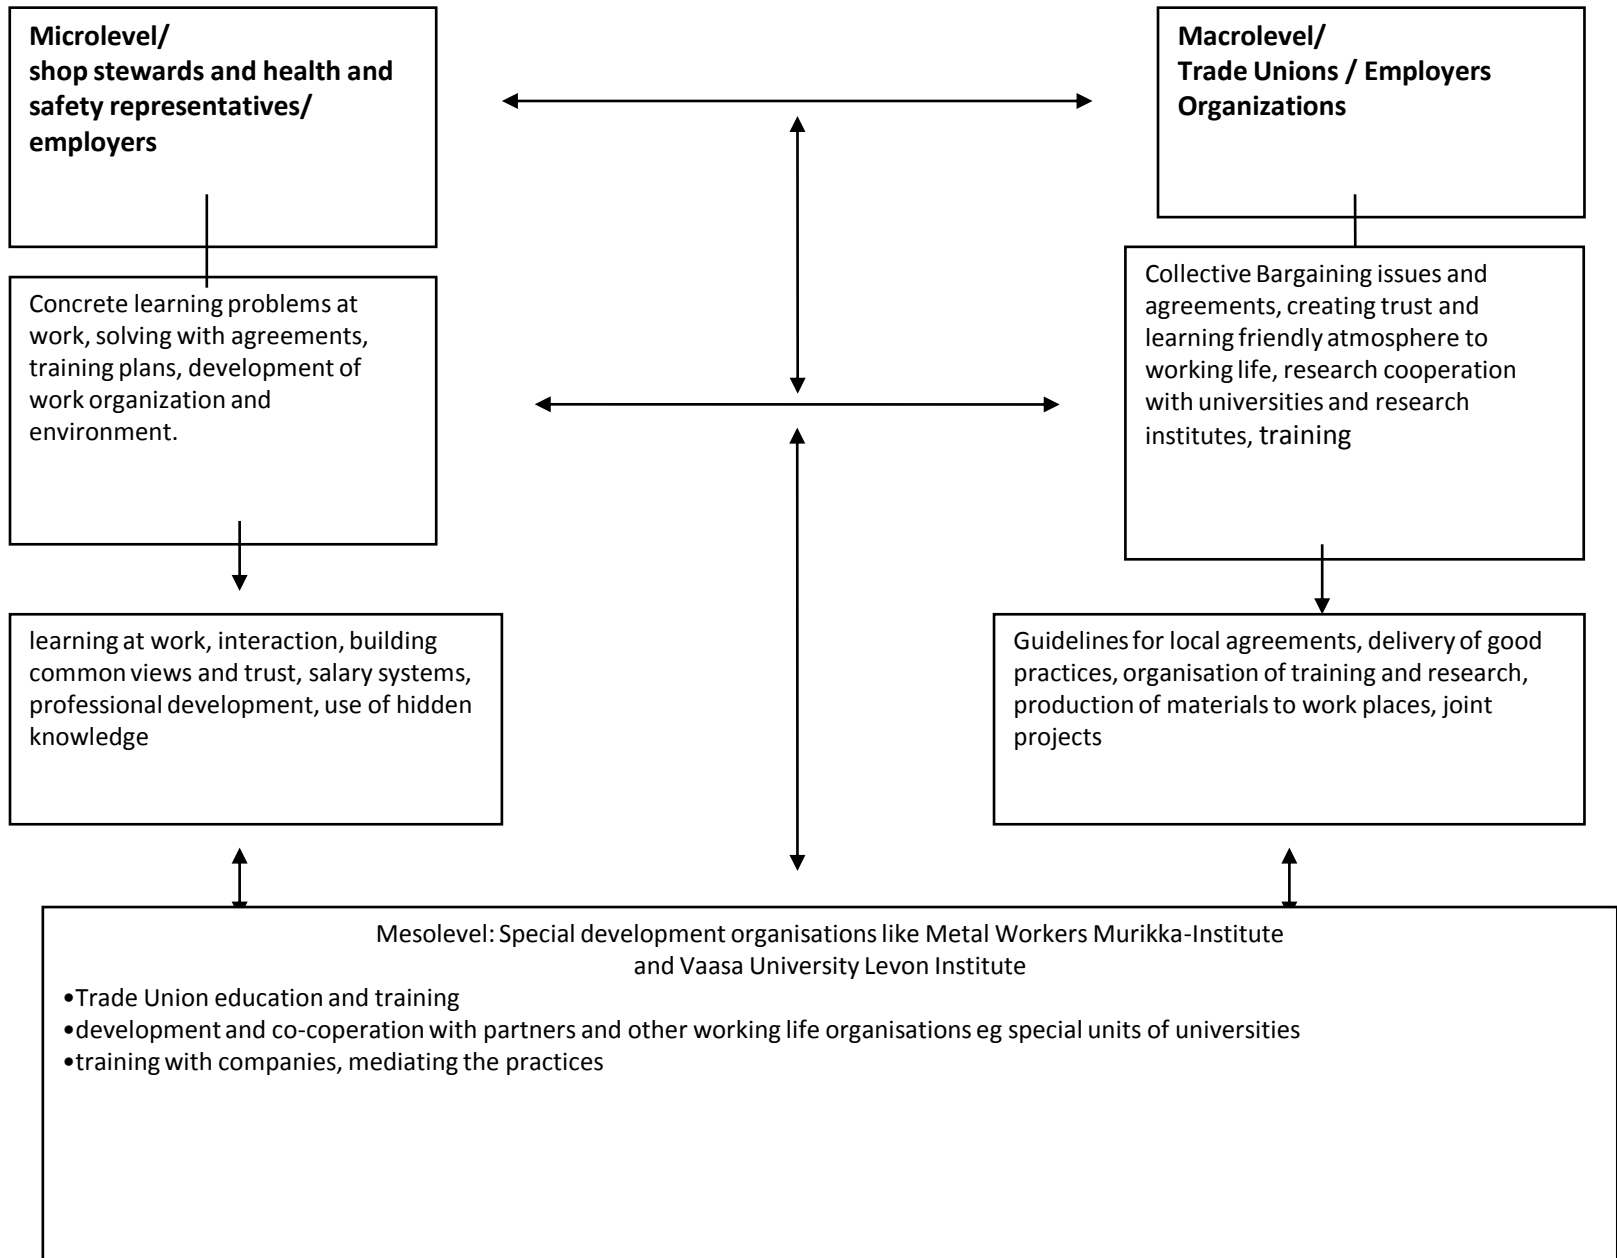 Microlevel/
shop stewards and health and
safety representatives/
employers
Macrolevel/
Trade Unions / Employers
Organizations
Concrete learning problems at
work, solving with agreements,
training plans, development of
work organization and
environment.
Collective Bargaining issues and
agreements, creating trust and
learning friendly atmosphere to
working life, research cooperation
with universities and research
institutes, training
learning at work, interaction, building
common views and trust, salary systems,
professional development, use of hidden
knowledge
Guidelines for local agreements, delivery of good
practices, organisation of training and research,
production of materials to work places, joint
projects
Mesolevel: Special development organisations like Metal Workers Murikka-Institute
and Vaasa University Levon Institute
•Trade Union education and training
•development and co-coperation with partners and other working life organisations eg special units of universities
•training with companies, mediating the practices